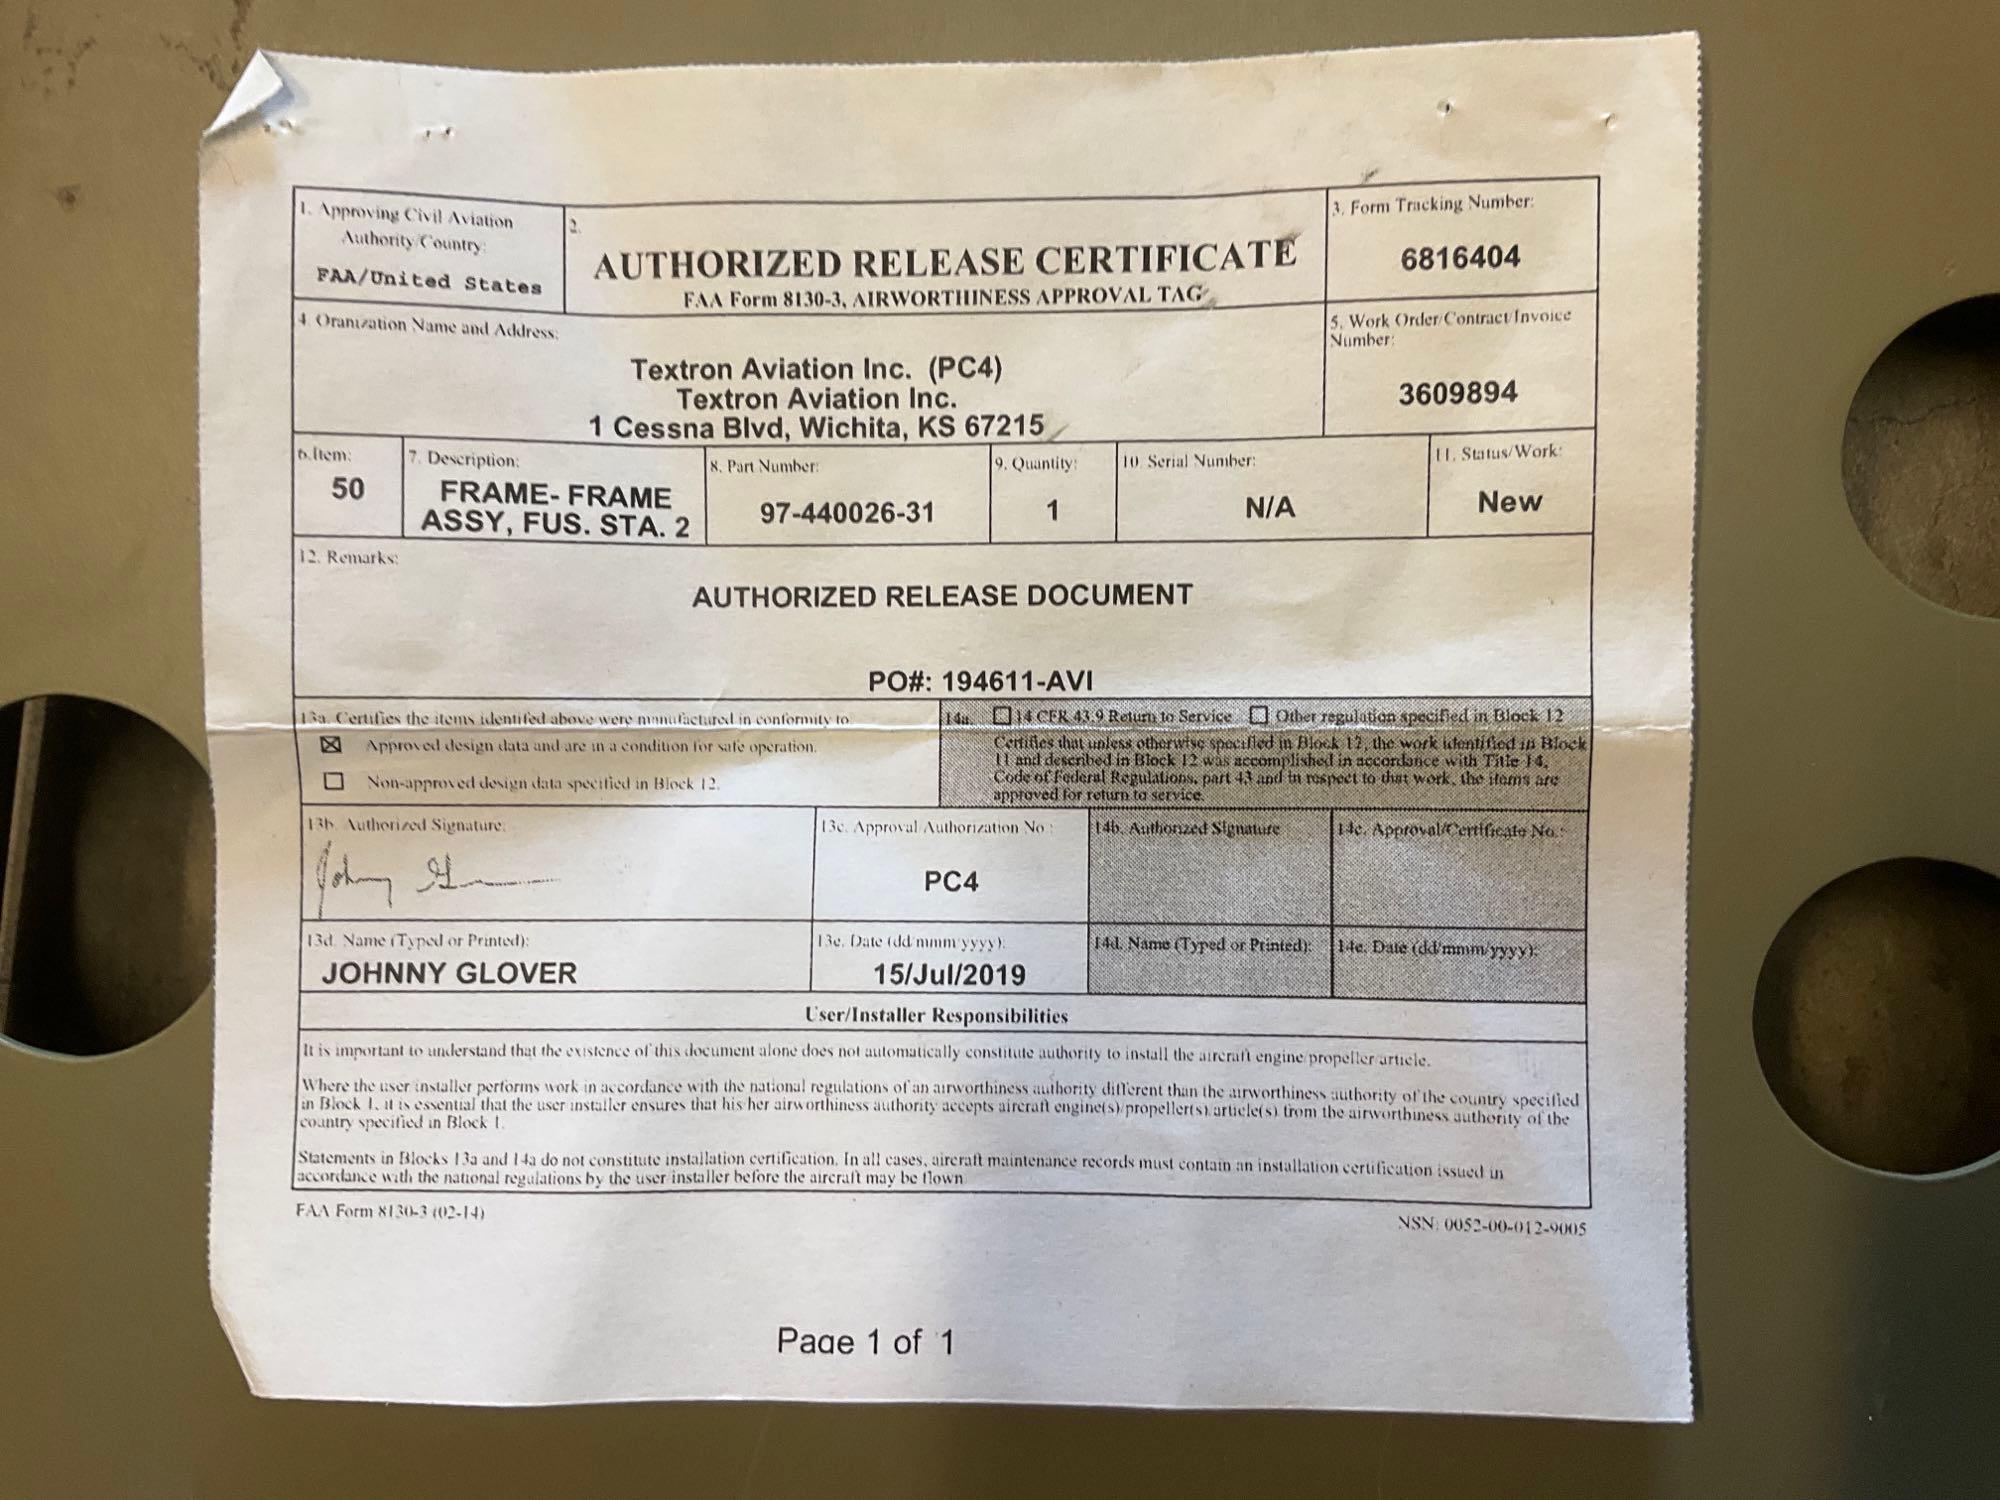 1. Approving Civil Aviation
Authority/Country:
FAA/United States
2.
AUTHORIZED RELEASE CERTIFICATE
FAA Form 8130-3, AIRWORTHINESS APPROVAL TAG
3. Form Tracking Number:
6816404
4. Oranization Name and Address:
Textron Aviation Inc. (PC4)
Textron Aviation Inc.
1 Cessna Blvd, Wichita, KS 67215
5. Work Order/Contract/Invoice
Number:
3609894
6.Item:
50
7. Description:
FRAME- FRAME
ASSY, FUS. STA. 2
8. Part Number:
97-440026-31
9. Quantity:
1
10. Serial Number:
N/A
11. Status/Work:
New
12. Remarks:
AUTHORIZED RELEASE DOCUMENT
PO#: 194611-AVI
13a. Certifies the items identifed above were manufactured in conformity to
☒ Approved design data and are in a condition for safe operation.
☐ Non-approved design data specified in Block 12.
14a. ☐ 14 CFR 43.9 Return to Service ☐ Other regulation specified in Block 12
Certifies that unless otherwise specified in Block 12, the work identified in Block
11 and described in Block 12 was accomplished in accordance with Title 14,
Code of Federal Regulations, part 43 and in respect to that work, the items are
approved for return to service.
13b. Authorized Signature:
Johnny Gl
13c. Approval Authorization No.:
PC4
14b. Authorized Signature
14c. Approval/Certificate No.:
13d. Name (Typed or Printed):
JOHNNY GLOVER
13e. Date (dd/mmm/yyyy):
15/Jul/2019
14d. Name (Typed or Printed):
14e. Date (dd/mmm/yyyy):
User/Installer Responsibilities
It is important to understand that the existence of this document alone does not automatically constitute authority to install the aircraft engine/propeller/article.
Where the user installer performs work in accordance with the national regulations of an airworthiness authority different than the airworthiness authority of the country specified
in Block 1, it is essential that the user installer ensures that his/her airworthiness authority accepts aircraft engine(s)/propeller(s)/article(s) from the airworthiness authority of the
country specified in Block 1.
Statements in Blocks 13a and 14a do not constitute installation certification. In all cases, aircraft maintenance records must contain an installation certification issued in
accordance with the national regulations by the user/installer before the aircraft may be flown
FAA Form 8130-3 (02-14)
NSN: 0052-00-012-9005
Page 1 of 1